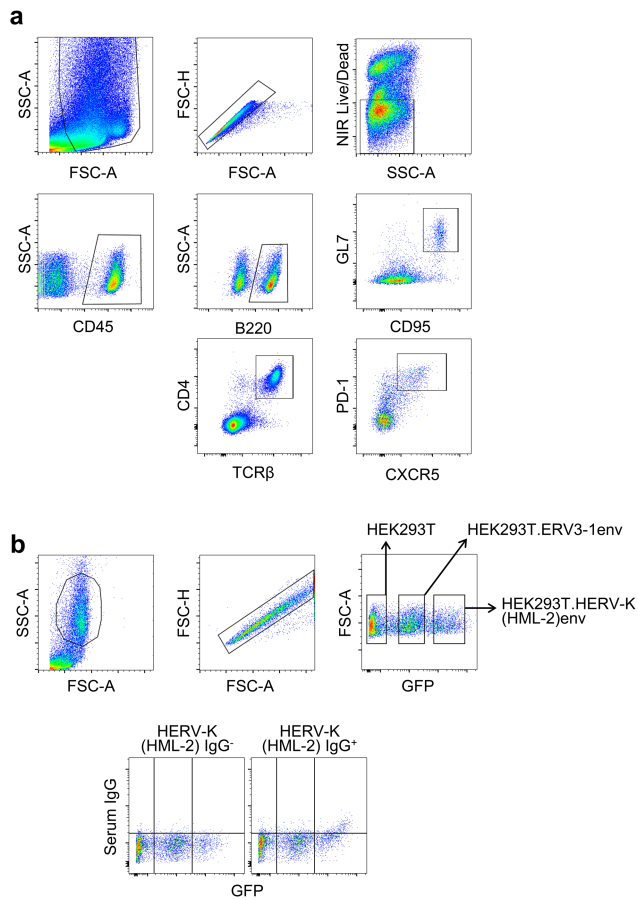 a
SSC-A
FSC-A
FSC-H
FSC-A
NIR Live/Dead
SSC-A
SSC-A
CD45
SSC-A
B220
GL7
CD95
CD4
TCRβ
PD-1
CXCR5
b
SSC-A
FSC-A
FSC-H
FSC-A
HEK293T
HEK293T.ERV3-1env
HEK293T.HERV-K
(HML-2)env
FSC-A
GFP
HERV-K
(HML-2) IgG-
HERV-K
(HML-2) IgG+
Serum IgG
GFP